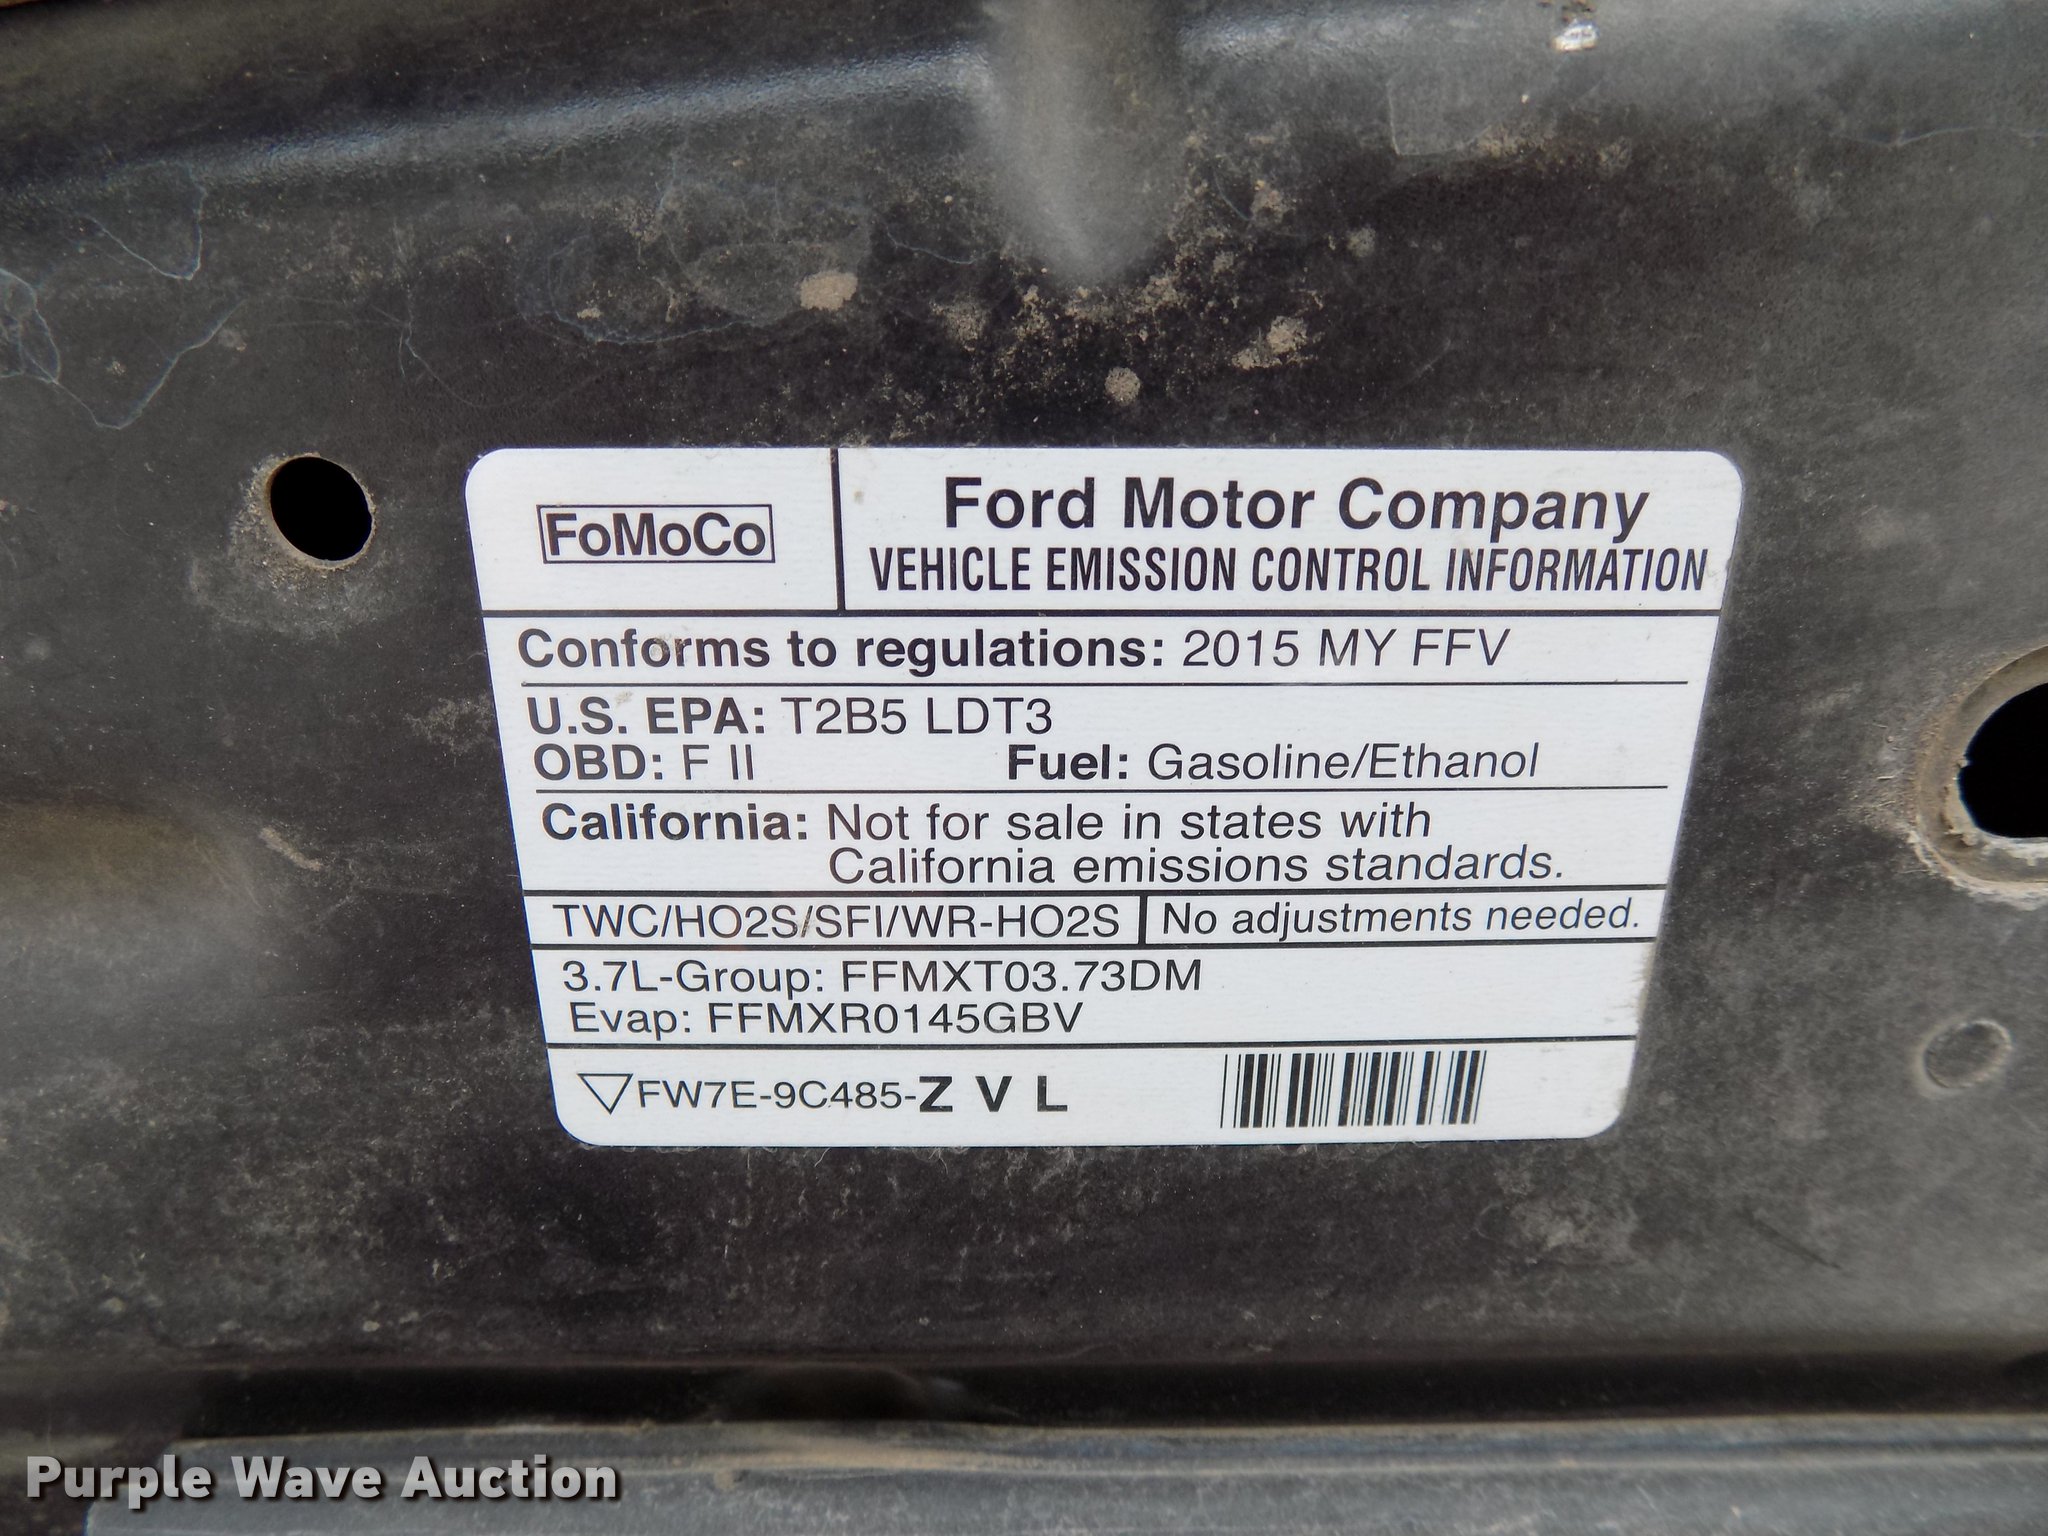 FoMoCo
Ford Motor Company
VEHICLE EMISSION CONTROL INFORMATION
Conforms to regulations: 2015 MY FFV
U.S. EPA: T2B5 LDT3
OBD: F II Fuel: Gasoline/Ethanol
California: Not for sale in states with
California emissions standards.
TWC/HO2S/SFI/WR-HO2S No adjustments needed.
3.7L-Group: FFMXT03.73DM
Evap: FFMXR0145GBV
▽FW7E-9C485-Z V L
Purple Wave Auction